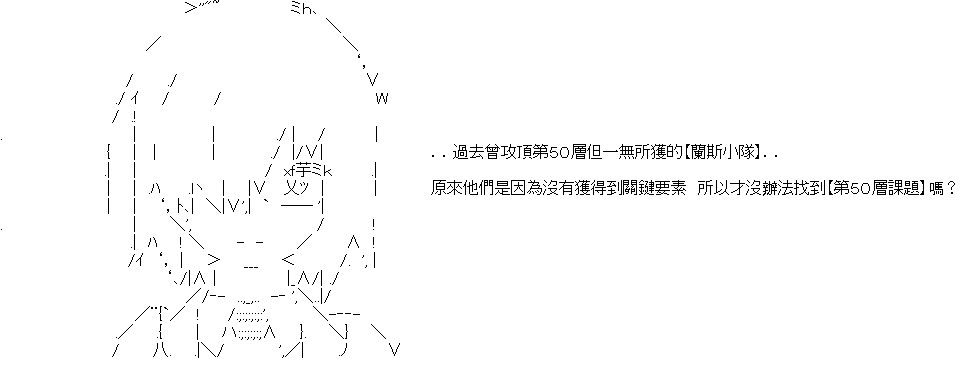 ‥過去曾攻頂第50層但一無所獲的【蘭斯小隊】‥
原來他們是因為沒有獲得到關鍵要素　所以才沒辦法找到【第50層課題】嗎？